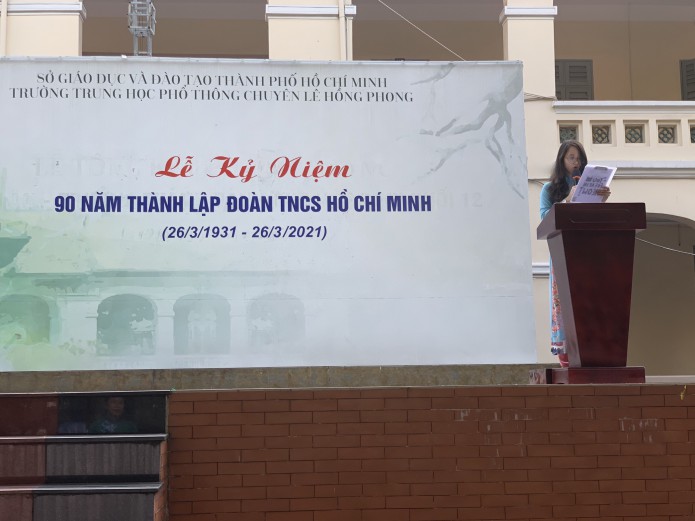 SỞ GIÁO DỤC VÀ ĐÀO TẠO THÀNH PHỐ HỒ CHÍ MINH
TRƯỜNG TRUNG HỌC PHỔ THÔNG CHUYÊN LÊ HỒNG PHONG
Lễ Kỷ Niệm
90 NĂM THÀNH LẬP ĐOÀN TNCS HỒ CHÍ MINH
(26/3/1931 - 26/3/2021)